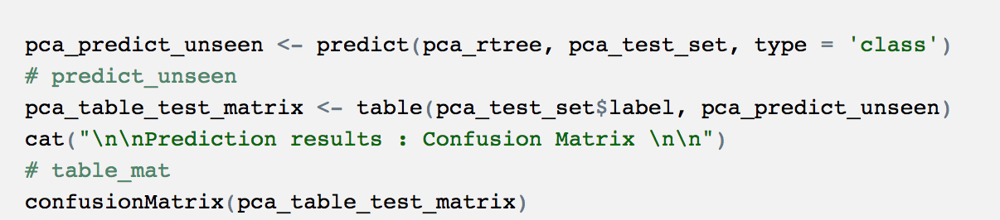 pca_predict_unseen <- predict(pca_rtree, pca_test_set, type = 'class')
# predict_unseen
pca_table_test_matrix <- table(pca_test_set$label, pca_predict_unseen)
cat("\n\nPrediction results : Confusion Matrix \n\n")
# table_mat
confusionMatrix(pca_table_test_matrix)